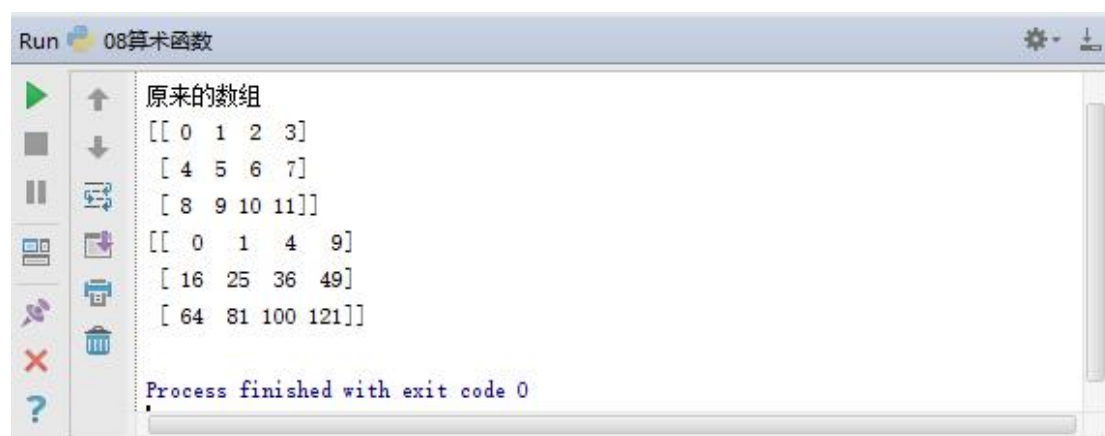 Run 08算术函数
原来的数组
[[ 0  1  2  3]
 [ 4  5  6  7]
 [ 8  9 10 11]]
[[  0   1   4   9]
 [ 16  25  36  49]
 [ 64  81 100 121]]
Process finished with exit code 0